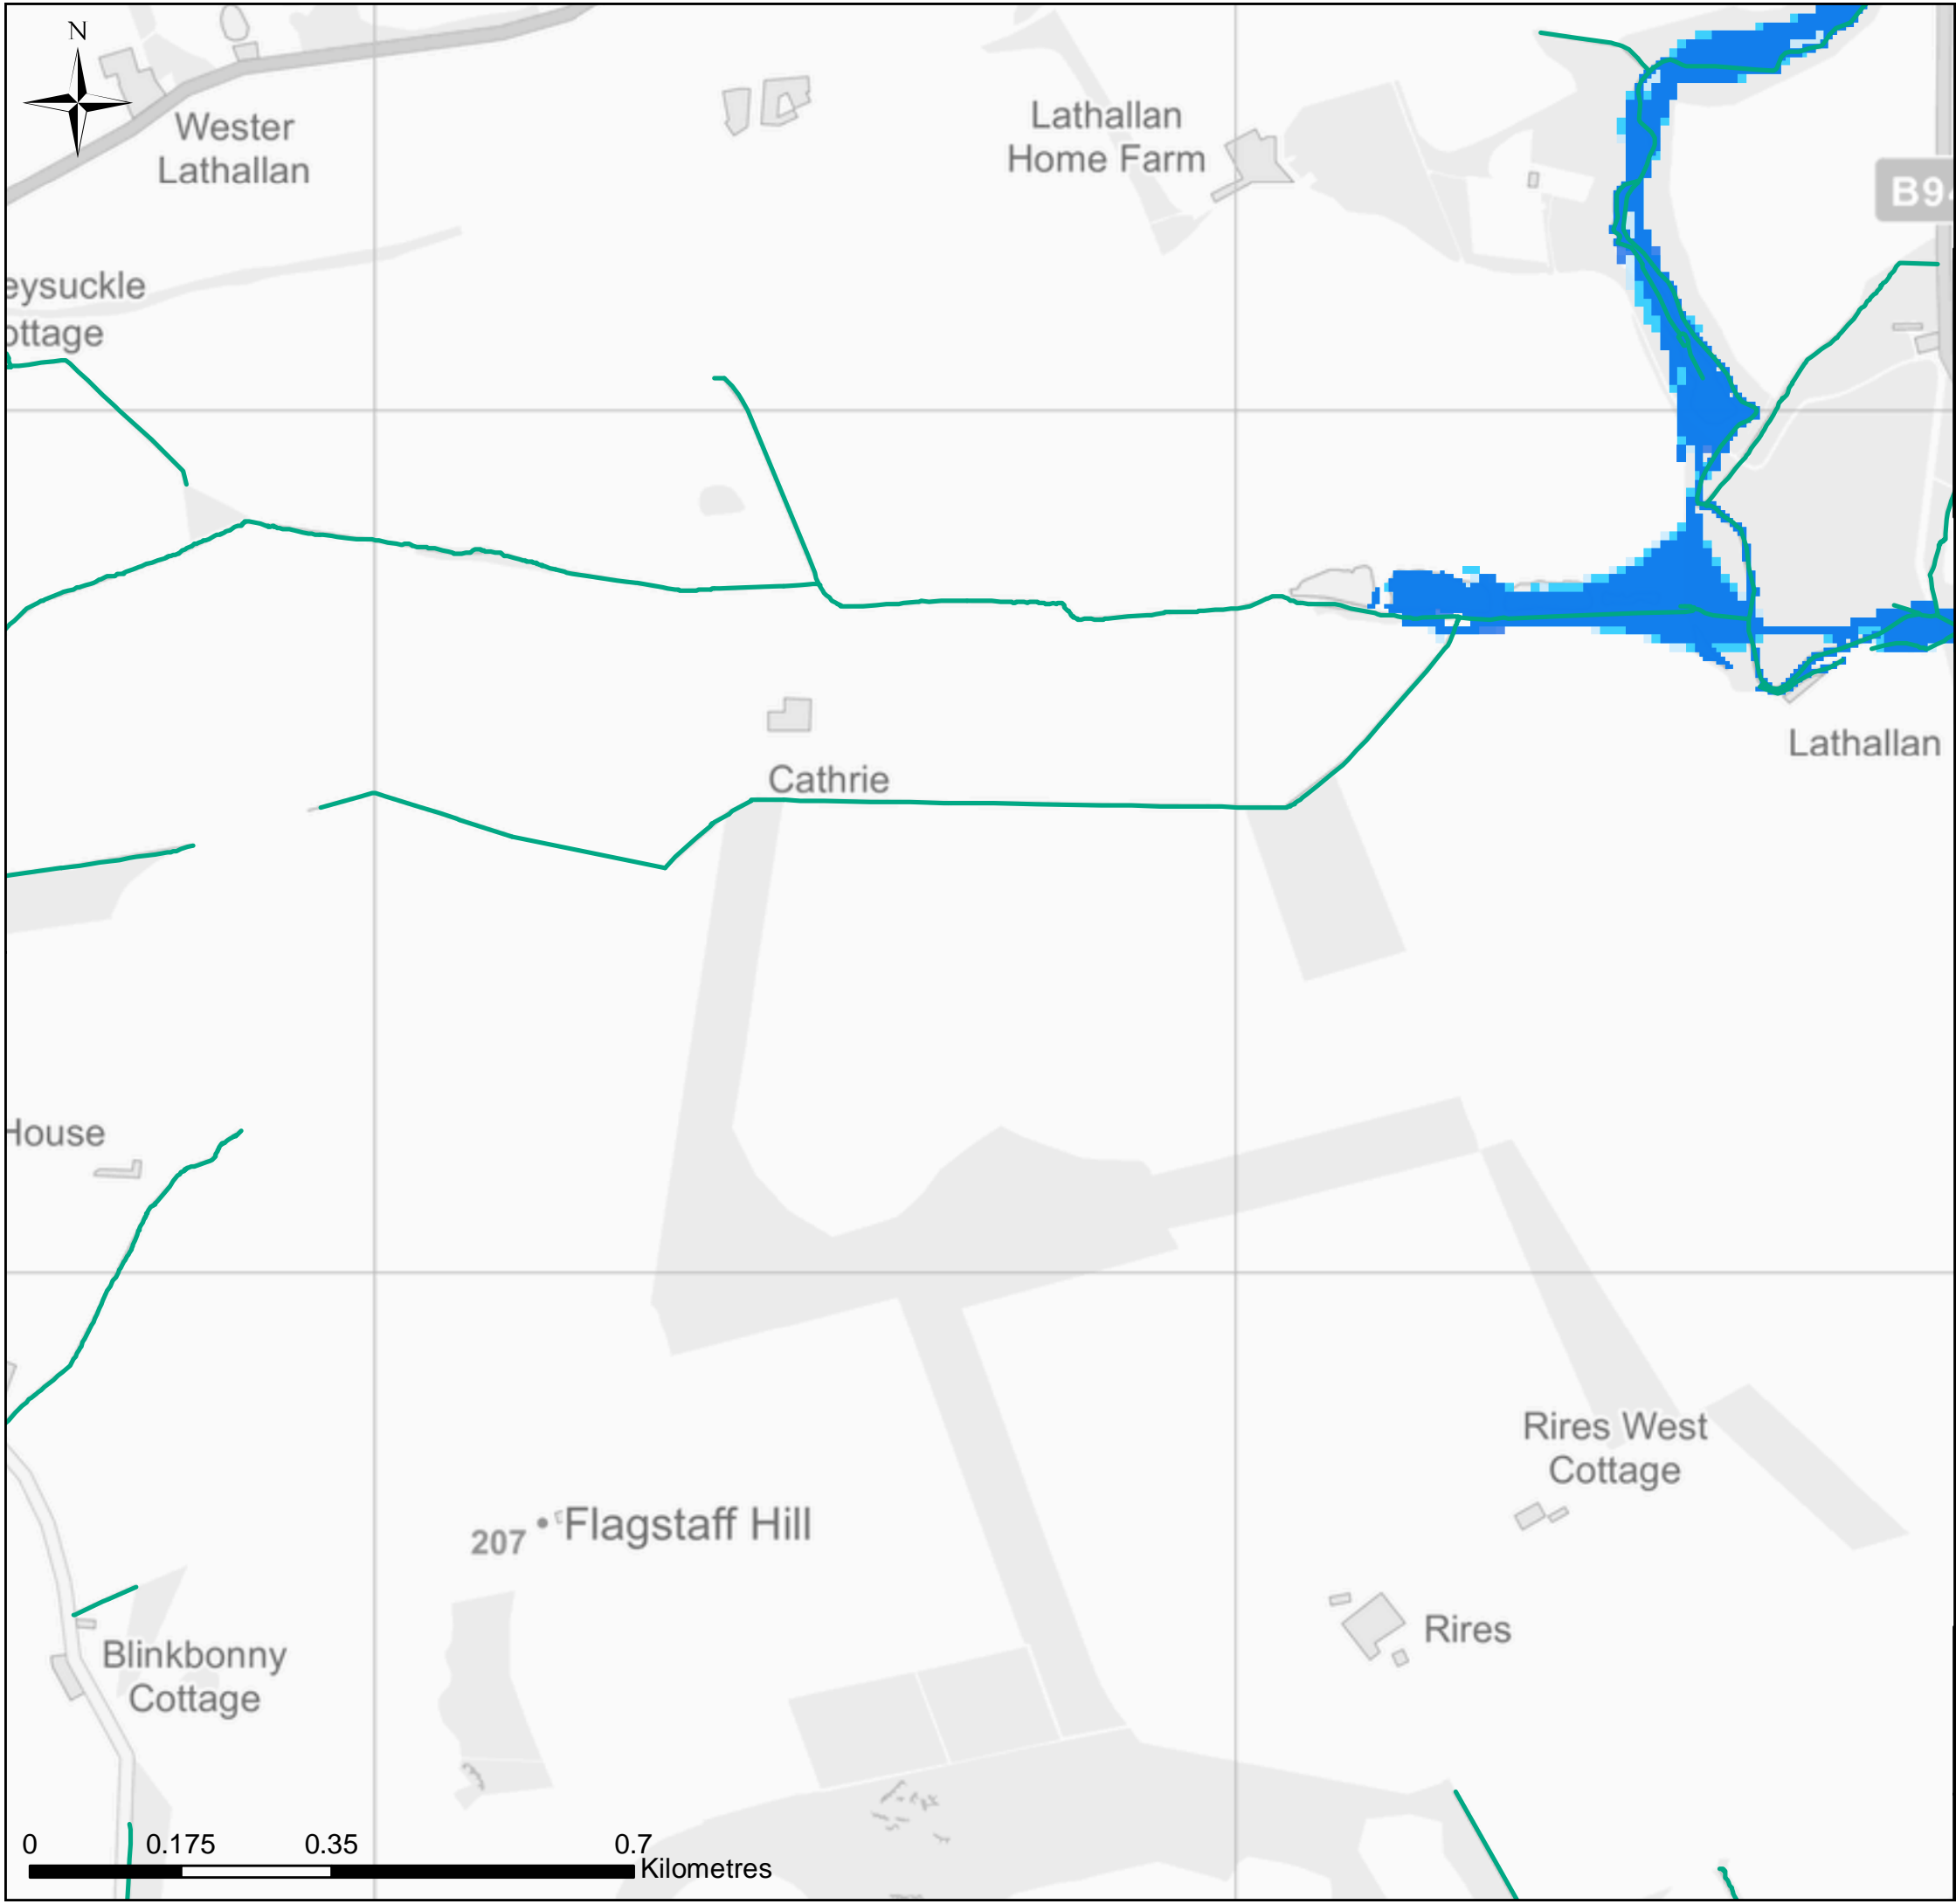 N
Wester
Lathallan
Lathallan
Home Farm
B94
eysuckle
ottage
Cathrie
Lathallan
House
Rires West
Cottage
207
Flagstaff Hill
Rires
Blinkbonny
Cottage
0 0.175 0.35 0.7
Kilometres